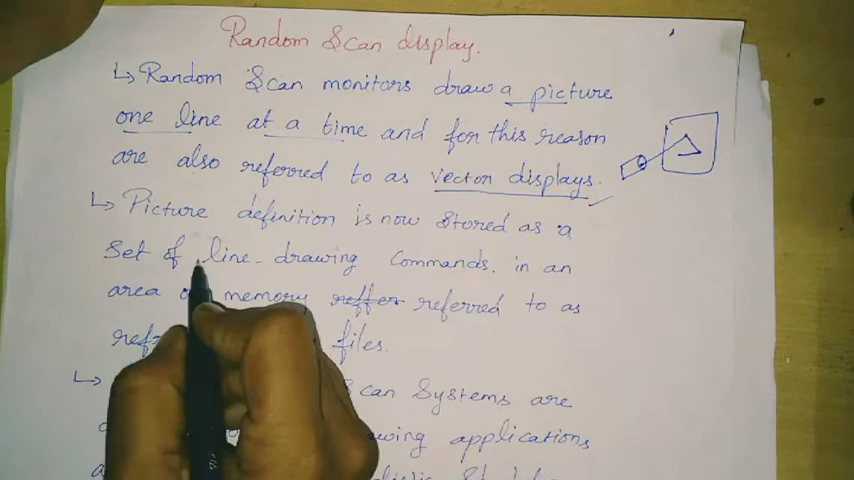 Random Scan display.
↳ Random Scan monitors draw a picture
one line at a time and for this reason
are also referred to as vector displays.
↳ Picture definition is now stored as a
Set of line-drawing Commands. in an
area memory referred to as
files.
↳ Scan Systems are
applications